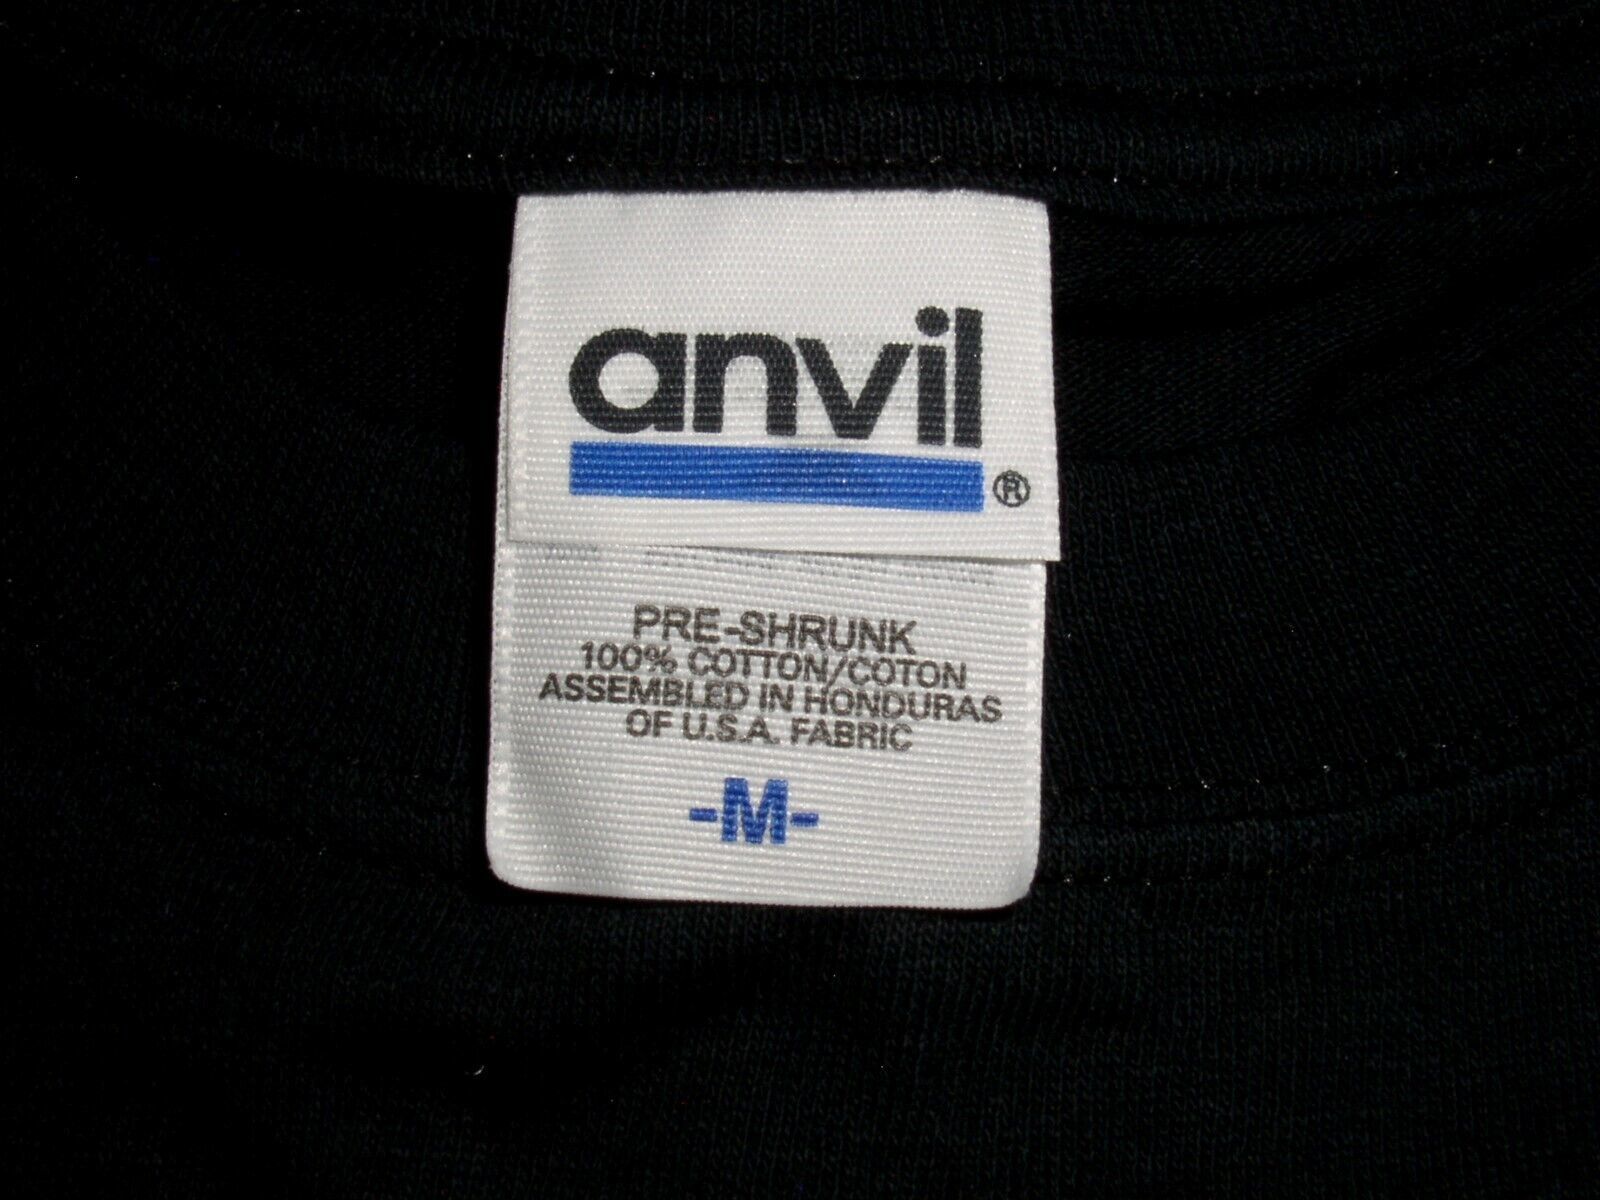 anvil
®
PRE-SHRUNK
100% COTTON/COTON
ASSEMBLED IN HONDURAS
OF U.S.A. FABRIC
-M-